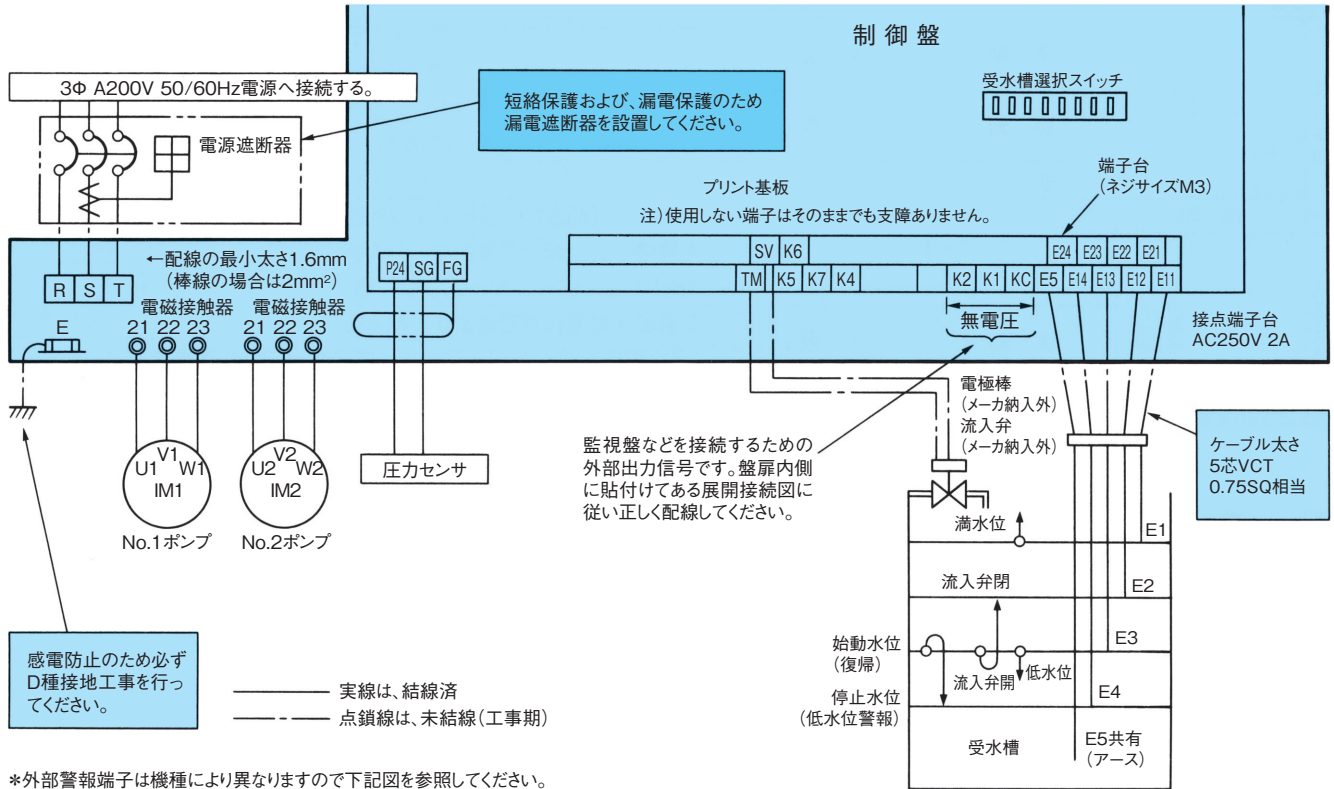 制御盤
3Φ A200V 50/60Hz電源へ接続する。
電源遮断器
短絡保護および、漏電保護のため
漏電遮断器を設置してください。
受水槽選択スイッチ
端子台
(ネジサイズM3)
プリント基板
注)使用しない端子はそのままでも支障ありません。
SV K6
E24 E23 E22 E21
TM K5 K7 K4
K2 K1 KC E5 E14 E13 E12 E11
P24 SG FG
←配線の最小太さ1.6mm
(棒線の場合は2mm²)
R S T
電磁接触器 電磁接触器
E
21 22 23 21 22 23
無電圧
接点端子台
AC250V 2A
U1 V1 W1
IM1
No.1ポンプ
U2 V2 W2
IM2
No.2ポンプ
圧力センサ
監視盤などを接続するための
外部出力信号です。盤扉内側
に貼付けてある展開接続図に
従い正しく配線してください。
電極棒
(メーカ納入外)
流入弁
(メーカ納入外)
ケーブル太さ
5芯VCT
0.75SQ相当
満水位
E1
流入弁閉
E2
始動水位
(復帰)
流入弁開
低水位
E3
停止水位
(低水位警報)
E4
受水槽
E5共有
(アース)
感電防止のため必ず
D種接地工事を行っ
てください。
実線は、結線済
点鎖線は、未結線(工事期)
*外部警報端子は機種により異なりますので下記図を参照してください。